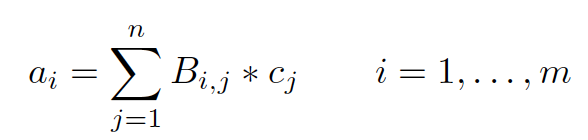 a_i = \sum_{j=1}^{n} B_{i,j} * c_j \qquad i = 1, \ldots, m